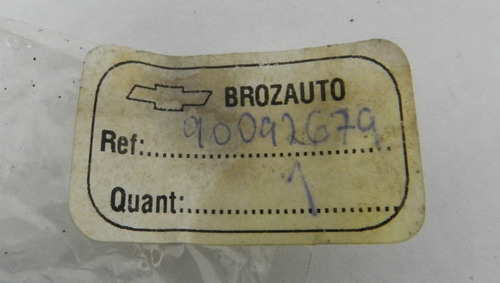 BROZAUTO
Ref:..........90092679
Quant:..........1